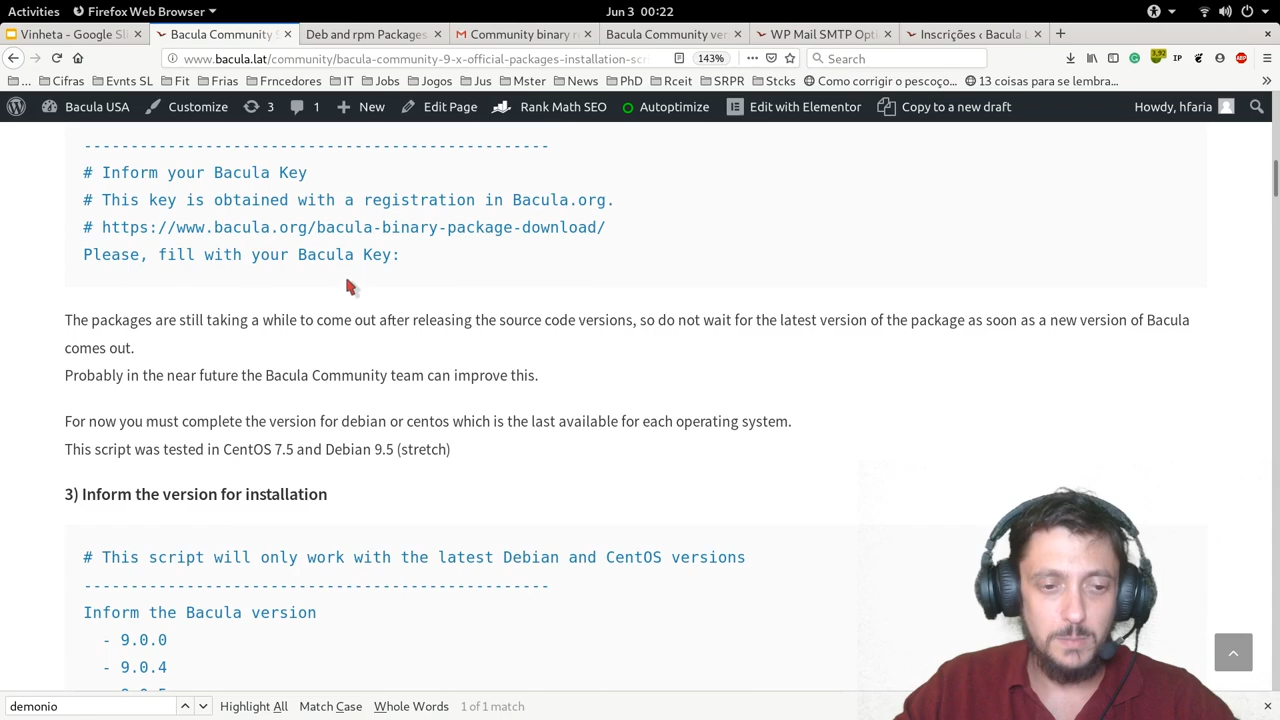 Activities Firefox Web Browser Jun 3 00:22
Vinheta - Google Sl Bacula Community S Deb and rpm Packages Community binary r Bacula Community ver WP Mail SMTP Opti Inscrições ‹ Bacula L
www.bacula.lat/community/bacula-community-9-x-official-packages-installation-scr 143% Search
... Cifras Evnts SL Fit Frias Frncedores IT Jobs Jogos Jus Mster News PhD Rceit SRPR Stcks Como corrigir o pescoço... 13 coisas para se lembra...
Bacula USA Customize 3 1 New Edit Page Rank Math SEO Autoptimize Edit with Elementor Copy to a new draft Howdy, hfaria
--------------------------------------------------
# Inform your Bacula Key
# This key is obtained with a registration in Bacula.org.
# https://www.bacula.org/bacula-binary-package-download/
Please, fill with your Bacula Key:
The packages are still taking a while to come out after releasing the source code versions, so do not wait for the latest version of the package as soon as a new version of Bacula
comes out.
Probably in the near future the Bacula Community team can improve this.
For now you must complete the version for debian or centos which is the last available for each operating system.
This script was tested in CentOS 7.5 and Debian 9.5 (stretch)
3) Inform the version for installation
# This script will only work with the latest Debian and CentOS versions
--------------------------------------------------
Inform the Bacula version
- 9.0.0
- 9.0.4
demonio Highlight All Match Case Whole Words 1 of 1 match